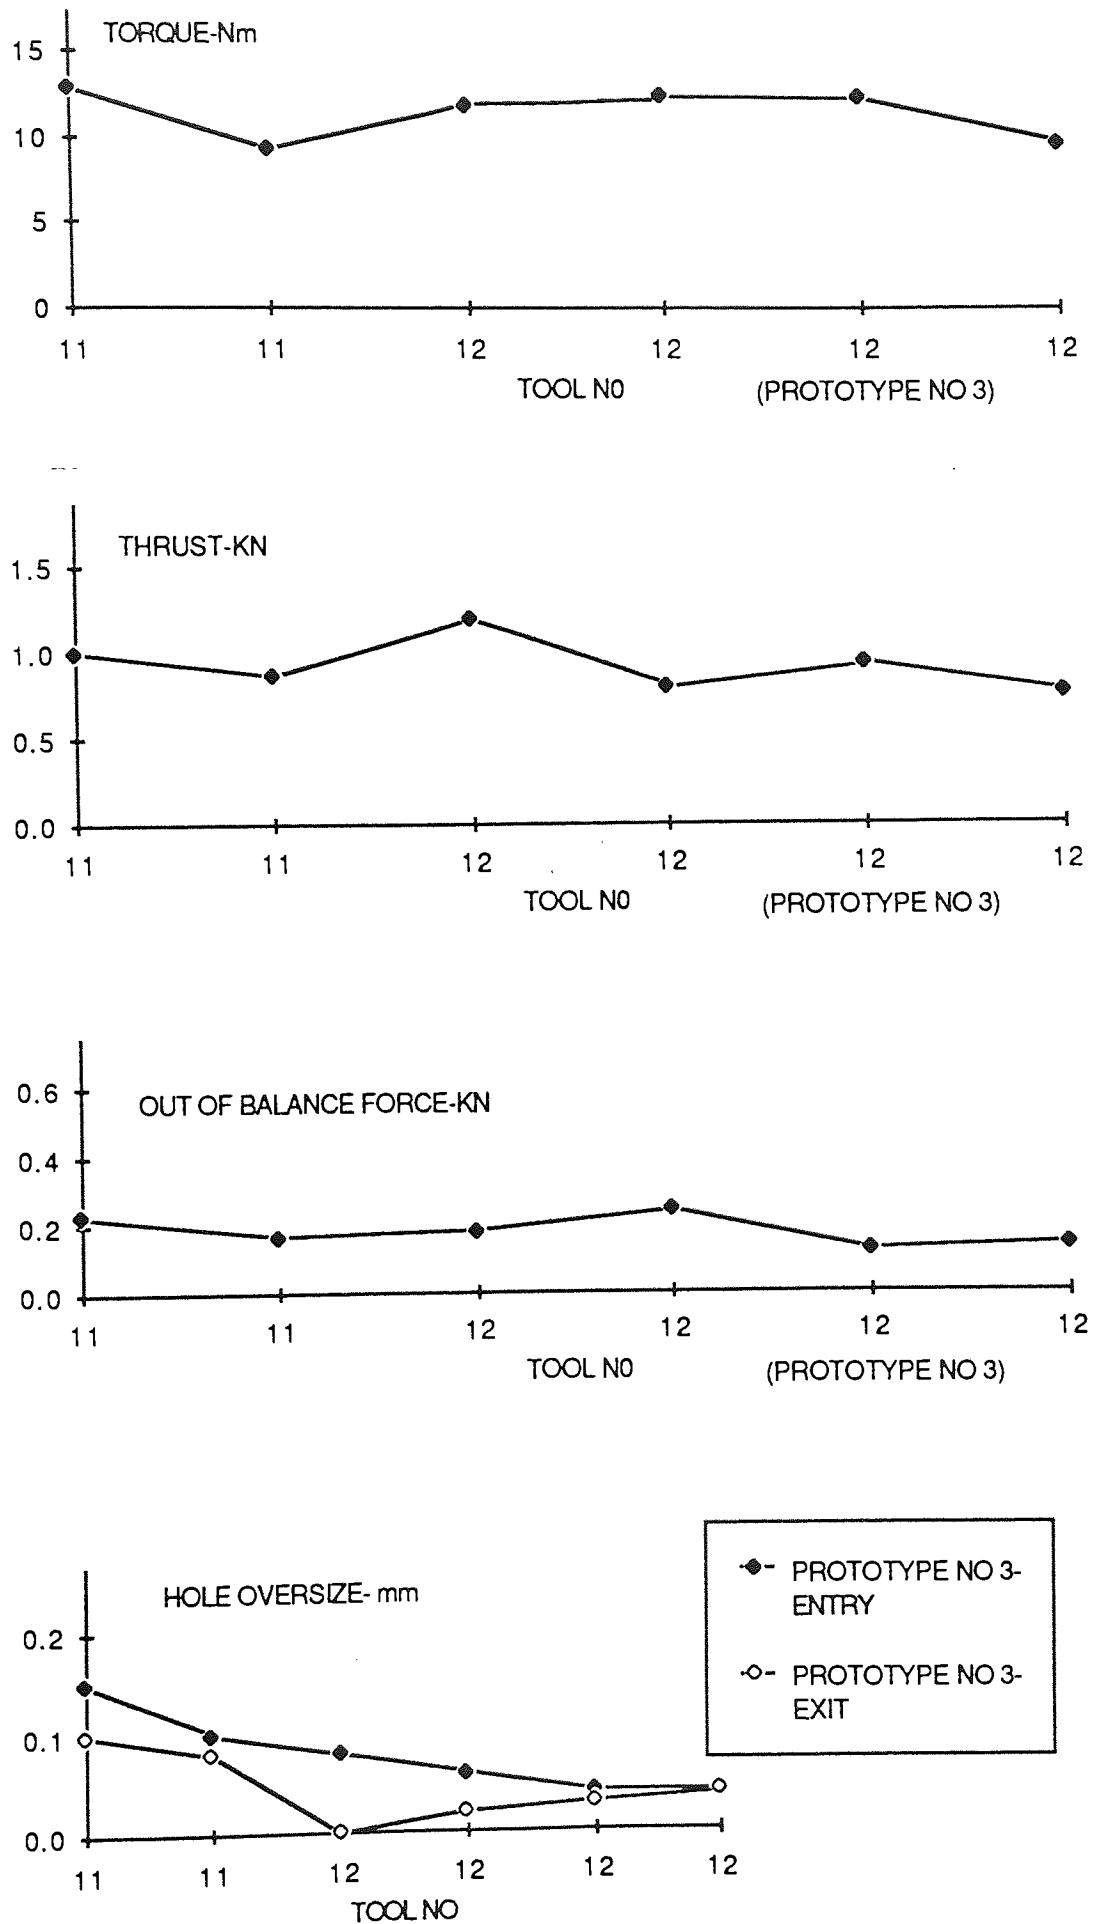 TORQUE-Nm
15
10
5
0
11 11 12 12 12 12
TOOL N0 (PROTOTYPE NO 3)
THRUST-KN
1.5
1.0
0.5
0.0
11 11 12 12 12 12
TOOL N0 (PROTOTYPE NO 3)
OUT OF BALANCE FORCE-KN
0.6
0.4
0.2
0.0
11 11 12 12 12 12
TOOL N0 (PROTOTYPE NO 3)
PROTOTYPE NO 3-
ENTRY
PROTOTYPE NO 3-
EXIT
HOLE OVERSIZE- mm
0.2
0.1
0.0
11 11 12 12 12 12
TOOL NO